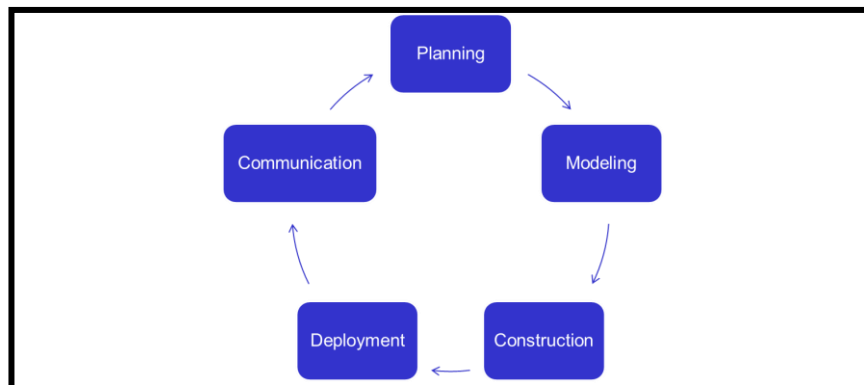 Planning
Communication
Modeling
Deployment
Construction